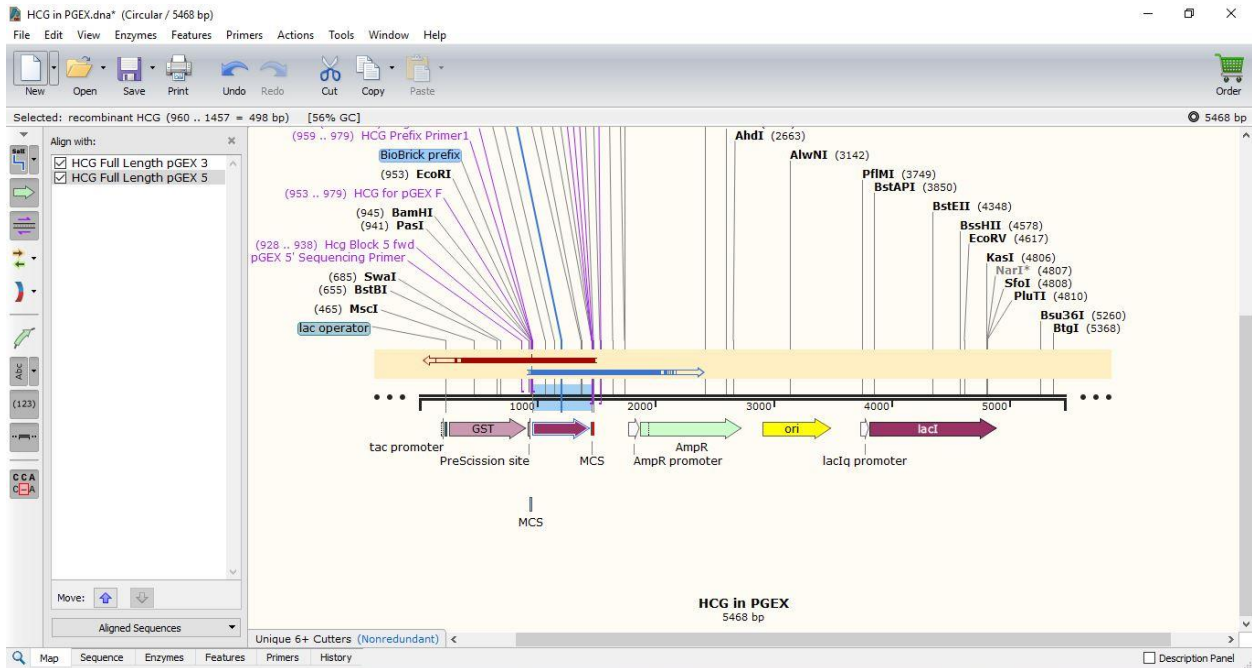 HCG in PGEX.dna* (Circular / 5468 bp)
File Edit View Enzymes Features Primers Actions Tools Window Help
New Open Save Print Undo Redo Cut Copy Paste Order
Selected: recombinant HCG (960 .. 1457 = 498 bp) [56% GC] 5468 bp
Align with:
HCG Full Length pGEX 3
HCG Full Length pGEX 5
SalI
Abc
(123)
CCA
C-A
Move:
Aligned Sequences
(959 .. 979) HCG Prefix Primer1
BioBrick prefix
(953) EcoRI
(953 .. 979) HCG for pGEX F
(945) BamHI
(941) PasI
(928 .. 938) Hcg Block 5 fwd
pGEX 5' Sequencing Primer
(685) SwaI
(655) BstBI
(465) MscI
lac operator
AhdI (2663)
AlwNI (3142)
PflMI (3749)
BstAPI (3850)
BstEII (4348)
BssHII (4578)
EcoRV (4617)
KasI (4806)
NarI* (4807)
SfoI (4808)
PluTI (4810)
Bsu36I (5260)
BtgI (5368)
1000 2000 3000 4000 5000
GST AmpR ori lacI
tac promoter
PreScission site MCS AmpR promoter lacIq promoter
MCS
HCG in PGEX
5468 bp
Unique 6+ Cutters (Nonredundant)
Map Sequence Enzymes Features Primers History Description Panel